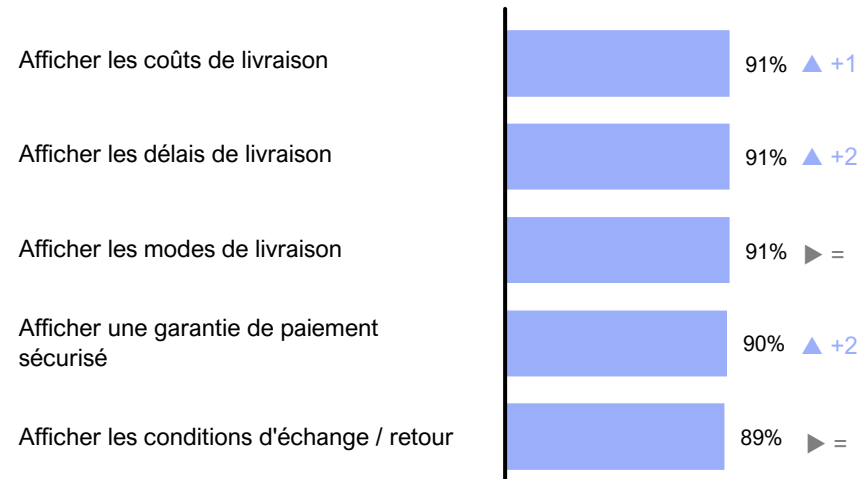 Afficher les coûts de livraison 91% ▲ +1
Afficher les délais de livraison 91% ▲ +2
Afficher les modes de livraison 91% ▶ =
Afficher une garantie de paiement
sécurisé 90% ▲ +2
Afficher les conditions d'échange / retour 89% ▶ =